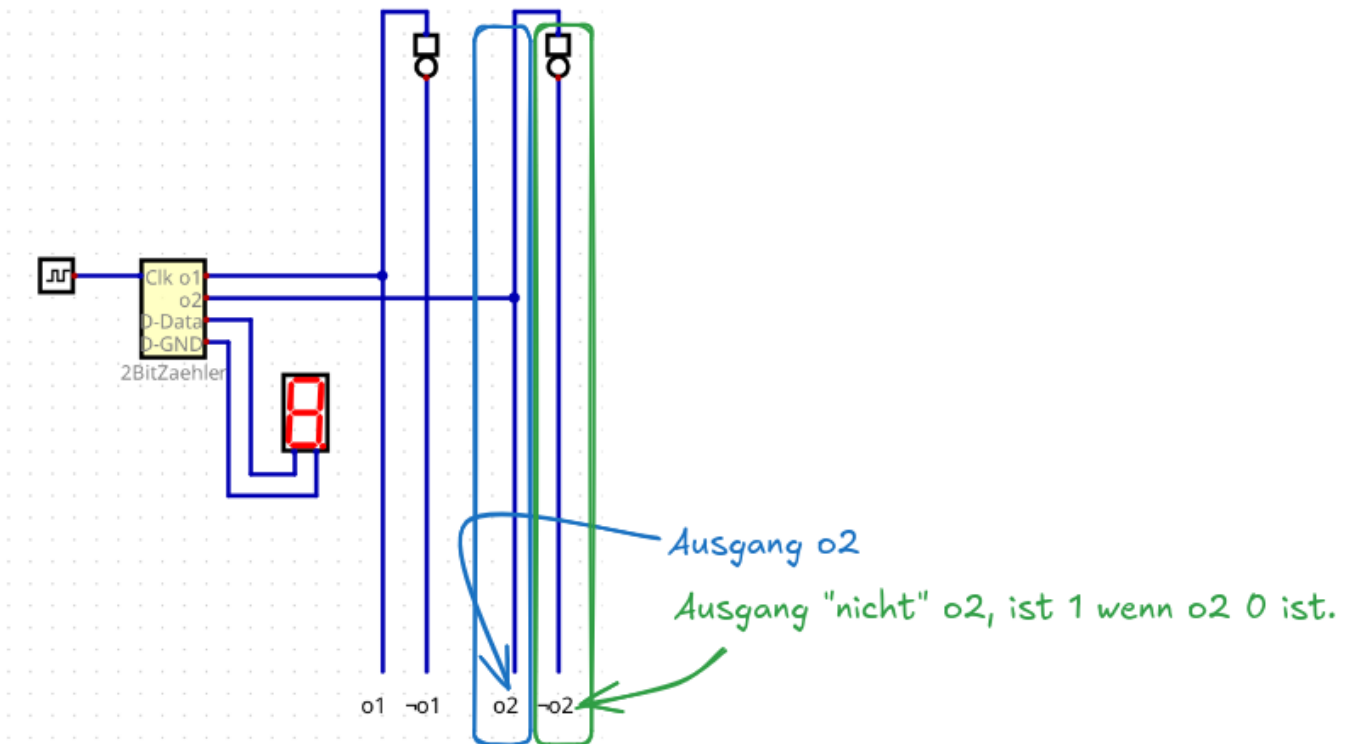 Clk o1
o2
D-Data
D-GND
2BitZaehler
Ausgang o2
Ausgang "nicht" o2, ist 1 wenn o2 0 ist.
o1 ¬o1 o2 ¬o2